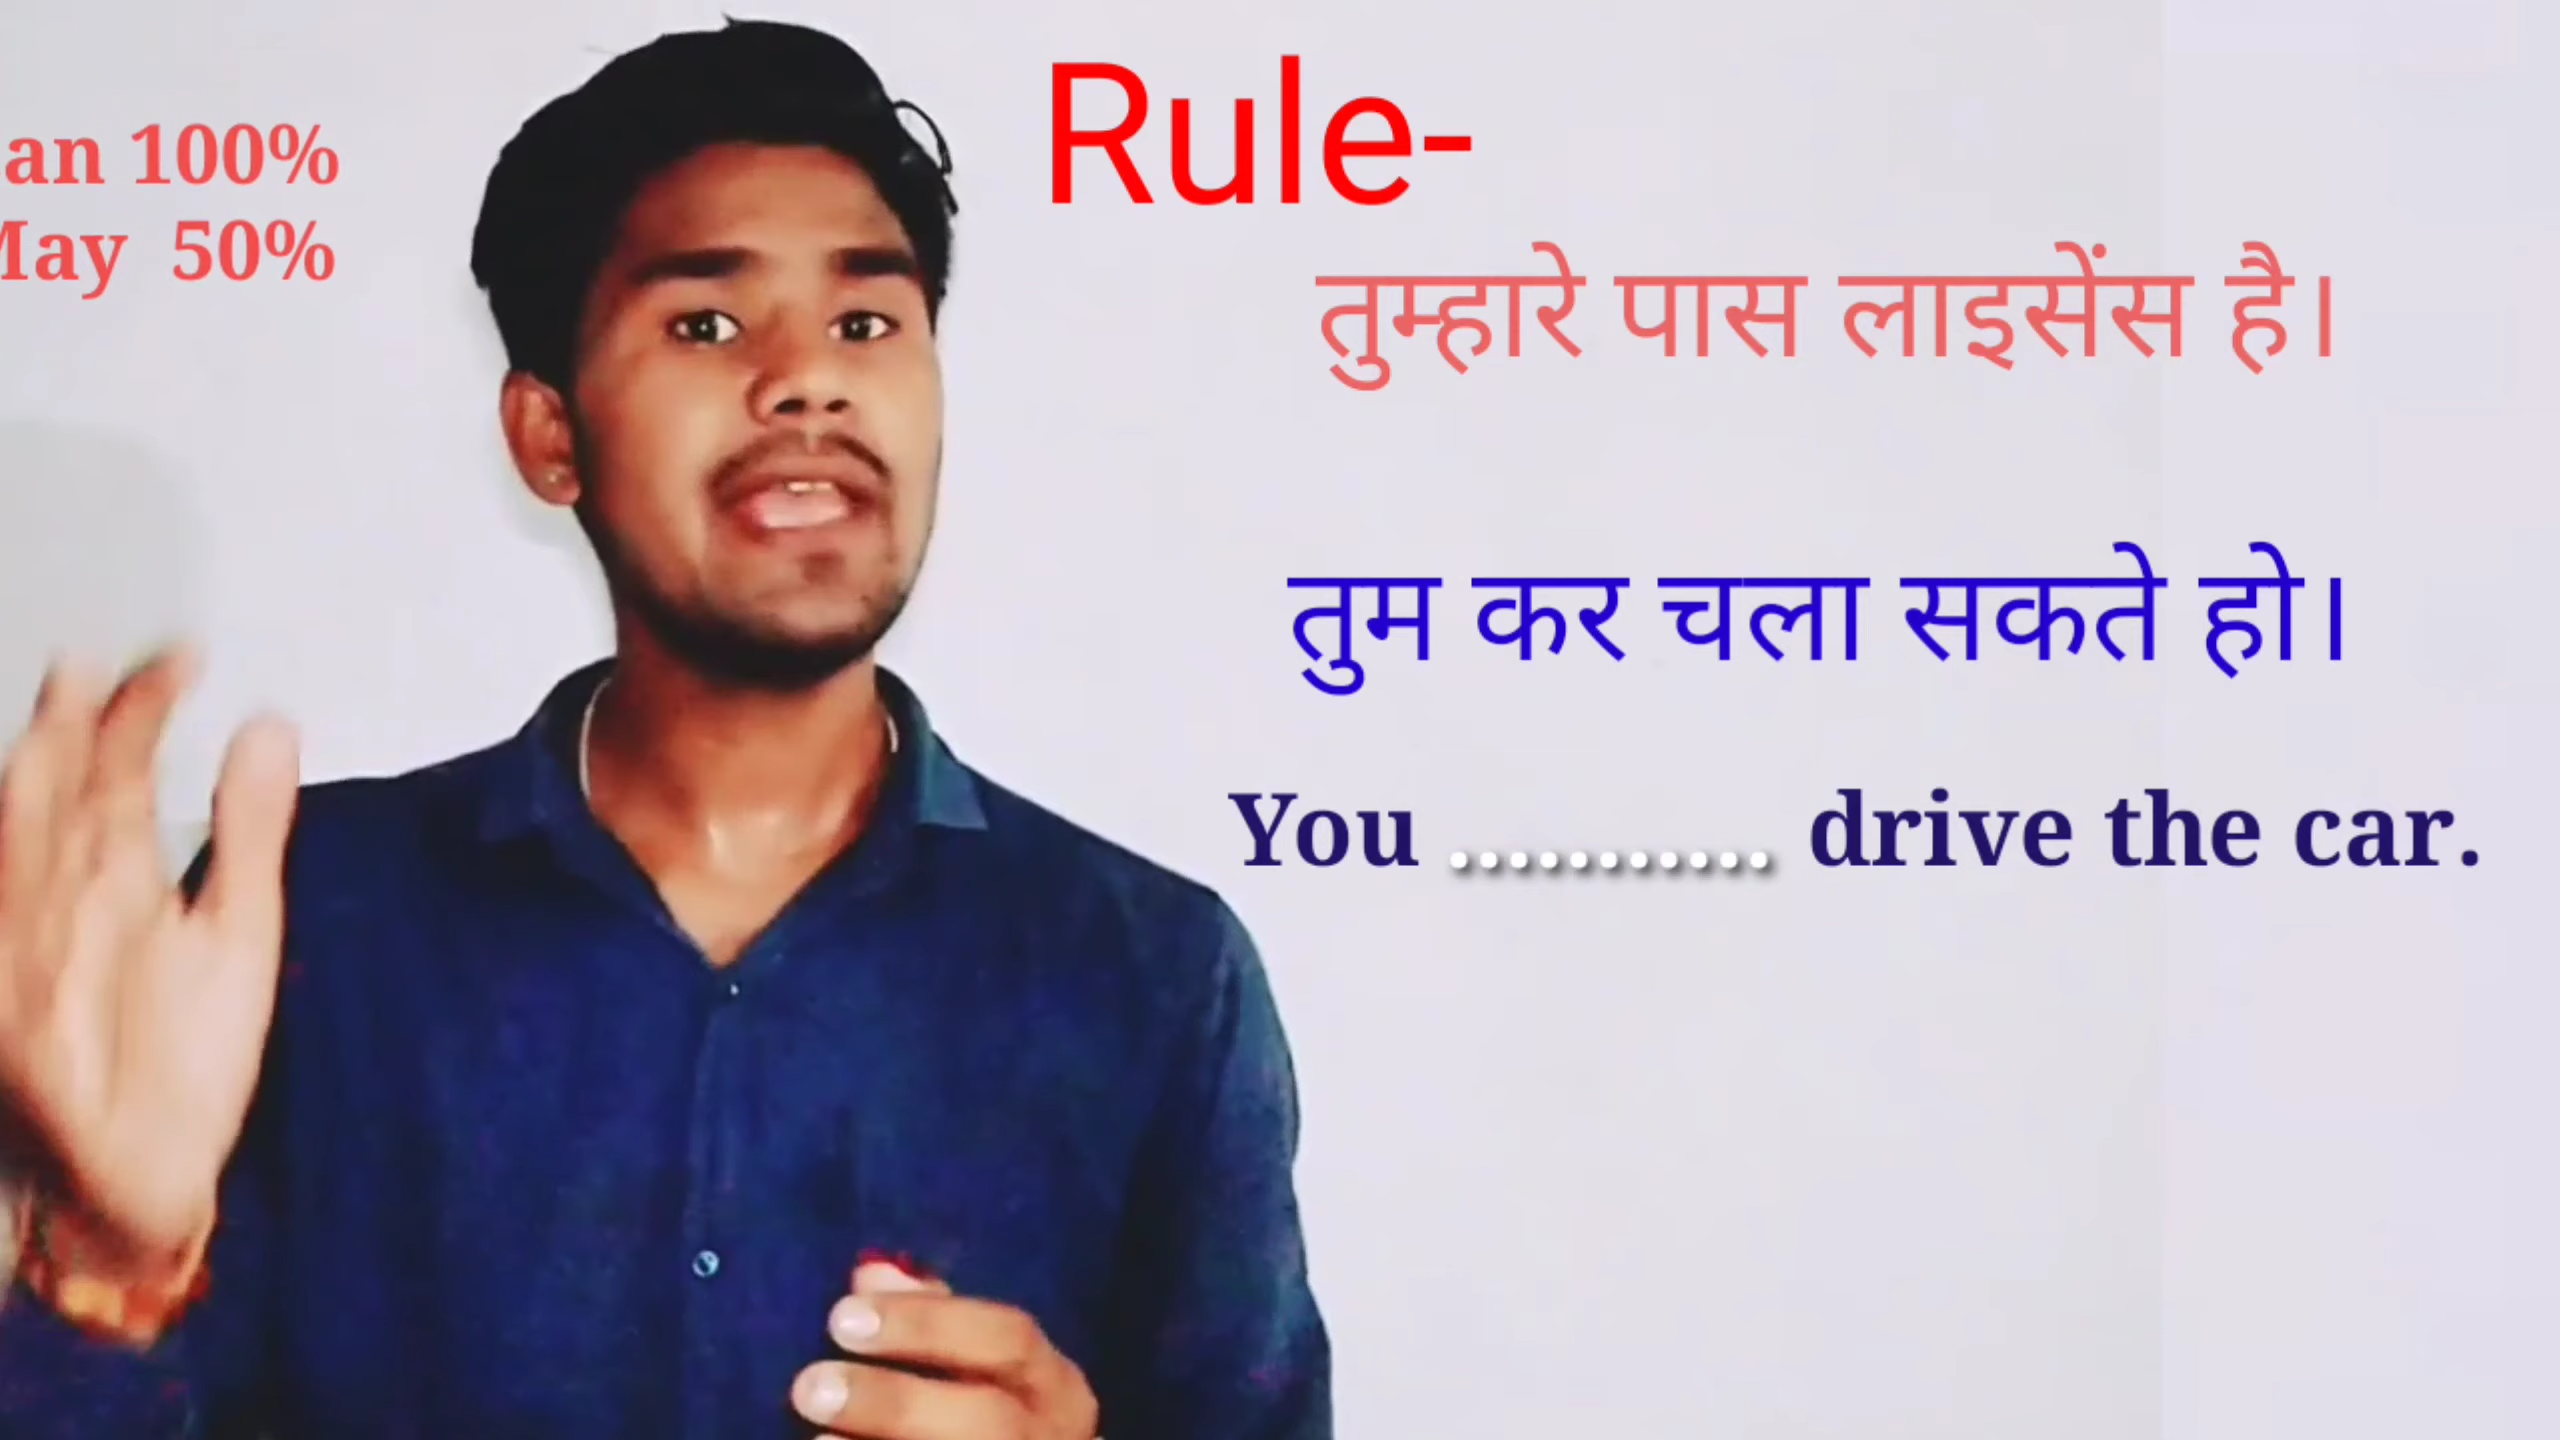 an 100%
May 50%
Rule-
तुम्हारे पास लाइसेंस है।
तुम कर चला सकते हो।
You ........... drive the car.